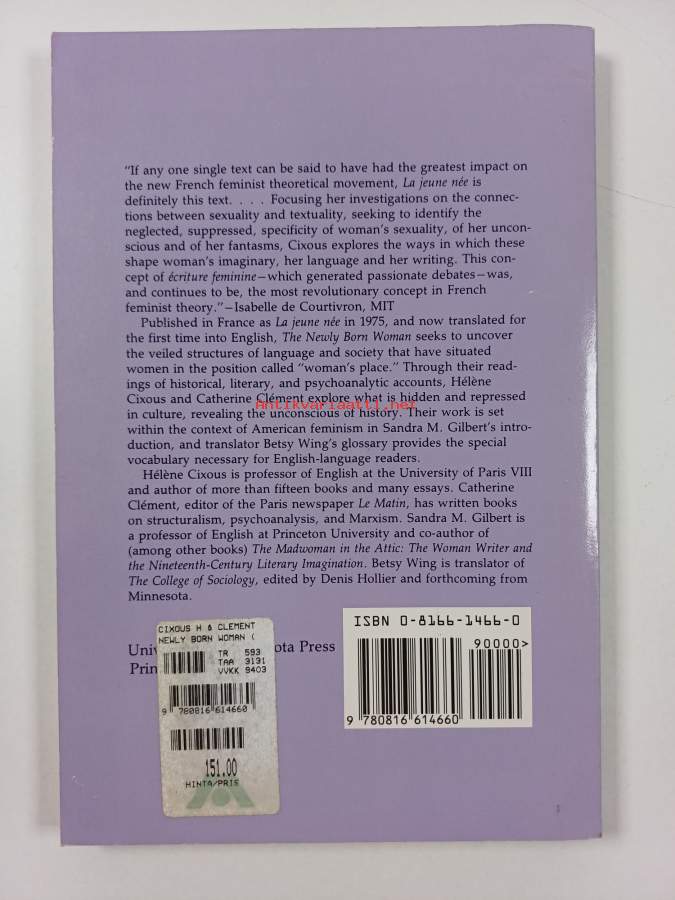 "If any one single text can be said to have had the greatest impact on
the new French feminist theoretical movement, La jeune née is
definitely this text. . . . Focusing her investigations on the connec-
tions between sexuality and textuality, seeking to identify the
neglected, suppressed, specificity of woman's sexuality, of her uncon-
scious and of her fantasms, Cixous explores the ways in which these
shape woman's imaginary, her language and her writing. This con-
cept of écriture feminine—which generated passionate debates—was,
and continues to be, the most revolutionary concept in French
feminist theory."—Isabelle de Courtivron, MIT
Published in France as La jeune née in 1975, and now translated for
the first time into English, The Newly Born Woman seeks to uncover
the veiled structures of language and society that have situated
women in the position called "woman's place." Through their read-
ings of historical, literary, and psychoanalytic accounts, Hélène
Cixous and Catherine Clément explore what is hidden and repressed
Antikvariaatti.net
in culture, revealing the unconscious of history. Their work is set
within the context of American feminism in Sandra M. Gilbert's intro-
duction, and translator Betsy Wing's glossary provides the special
vocabulary necessary for English-language readers.
Hélène Cixous is professor of English at the University of Paris VIII
and author of more than fifteen books and many essays. Catherine
Clément, editor of the Paris newspaper Le Matin, has written books
on structuralism, psychoanalysis, and Marxism. Sandra M. Gilbert is
a professor of English at Princeton University and co-author of
(among other books) The Madwoman in the Attic: The Woman Writer and
the Nineteenth-Century Literary Imagination. Betsy Wing is translator of
The College of Sociology, edited by Denis Hollier and forthcoming from
Minnesota.
Univ ota Press
Prin
CIXOUS H & CLEMENT
NEWLY BORN WOMAN (
TR 593
TAA 3131
VVKK 9403
9 780816 614660
151.00
HINTA/PRIS
ISBN 0-8166-1466-0
90000>
9 780816 614660